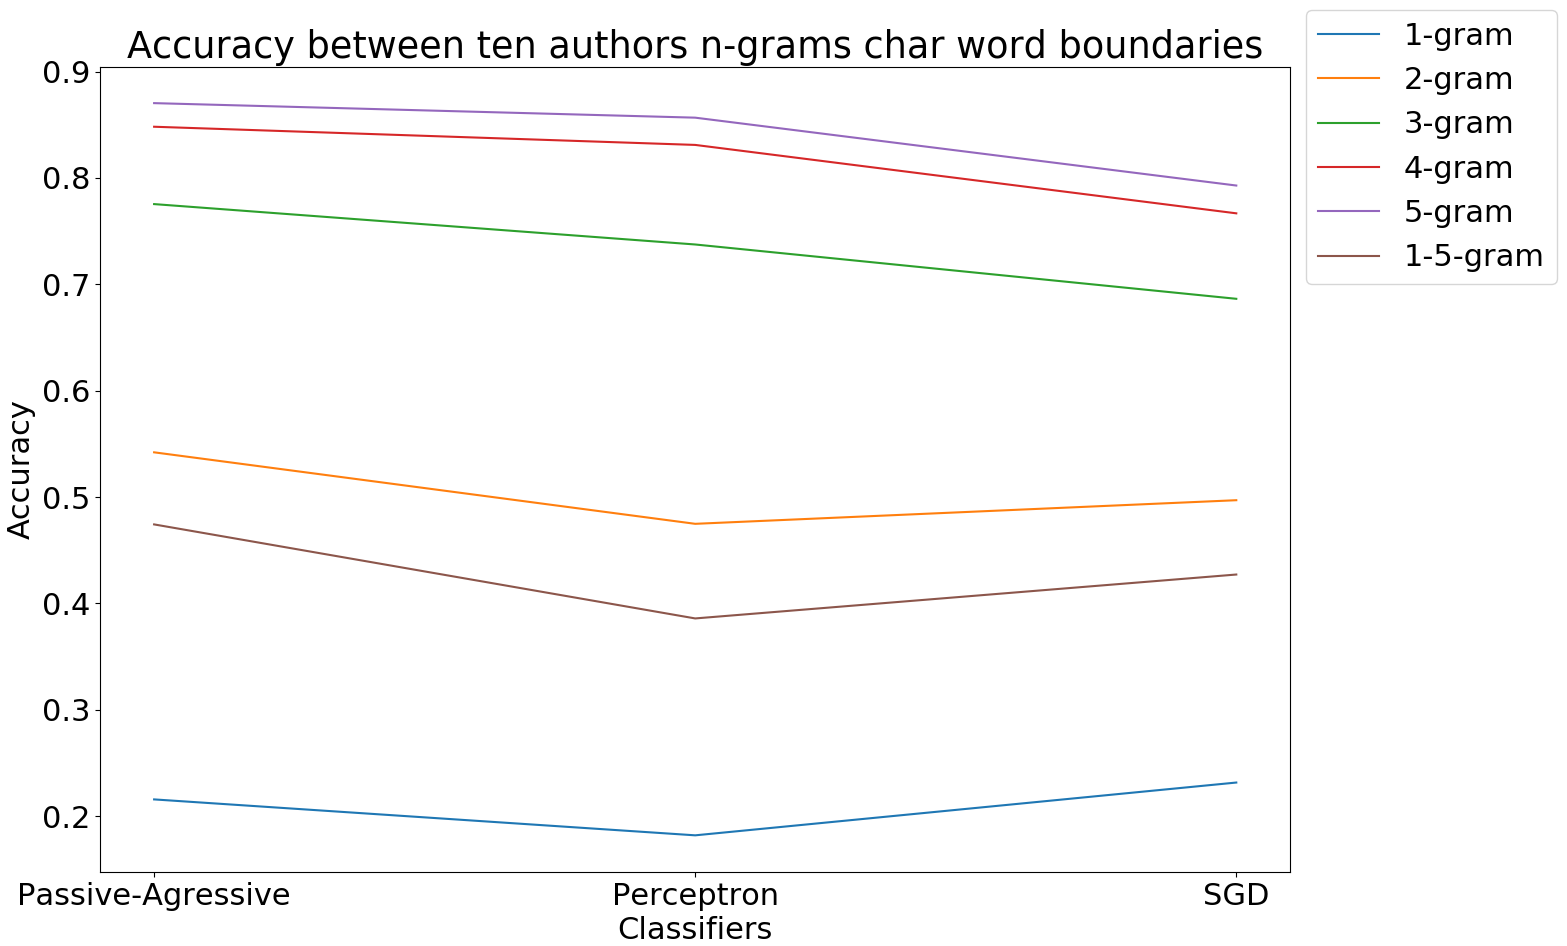 Accuracy between ten authors n-grams char word boundaries
1-gram
2-gram
3-gram
4-gram
5-gram
1-5-gram
Accuracy
0.9
0.8
0.7
0.6
0.5
0.4
0.3
0.2
Passive-Agressive
Perceptron
SGD
Classifiers